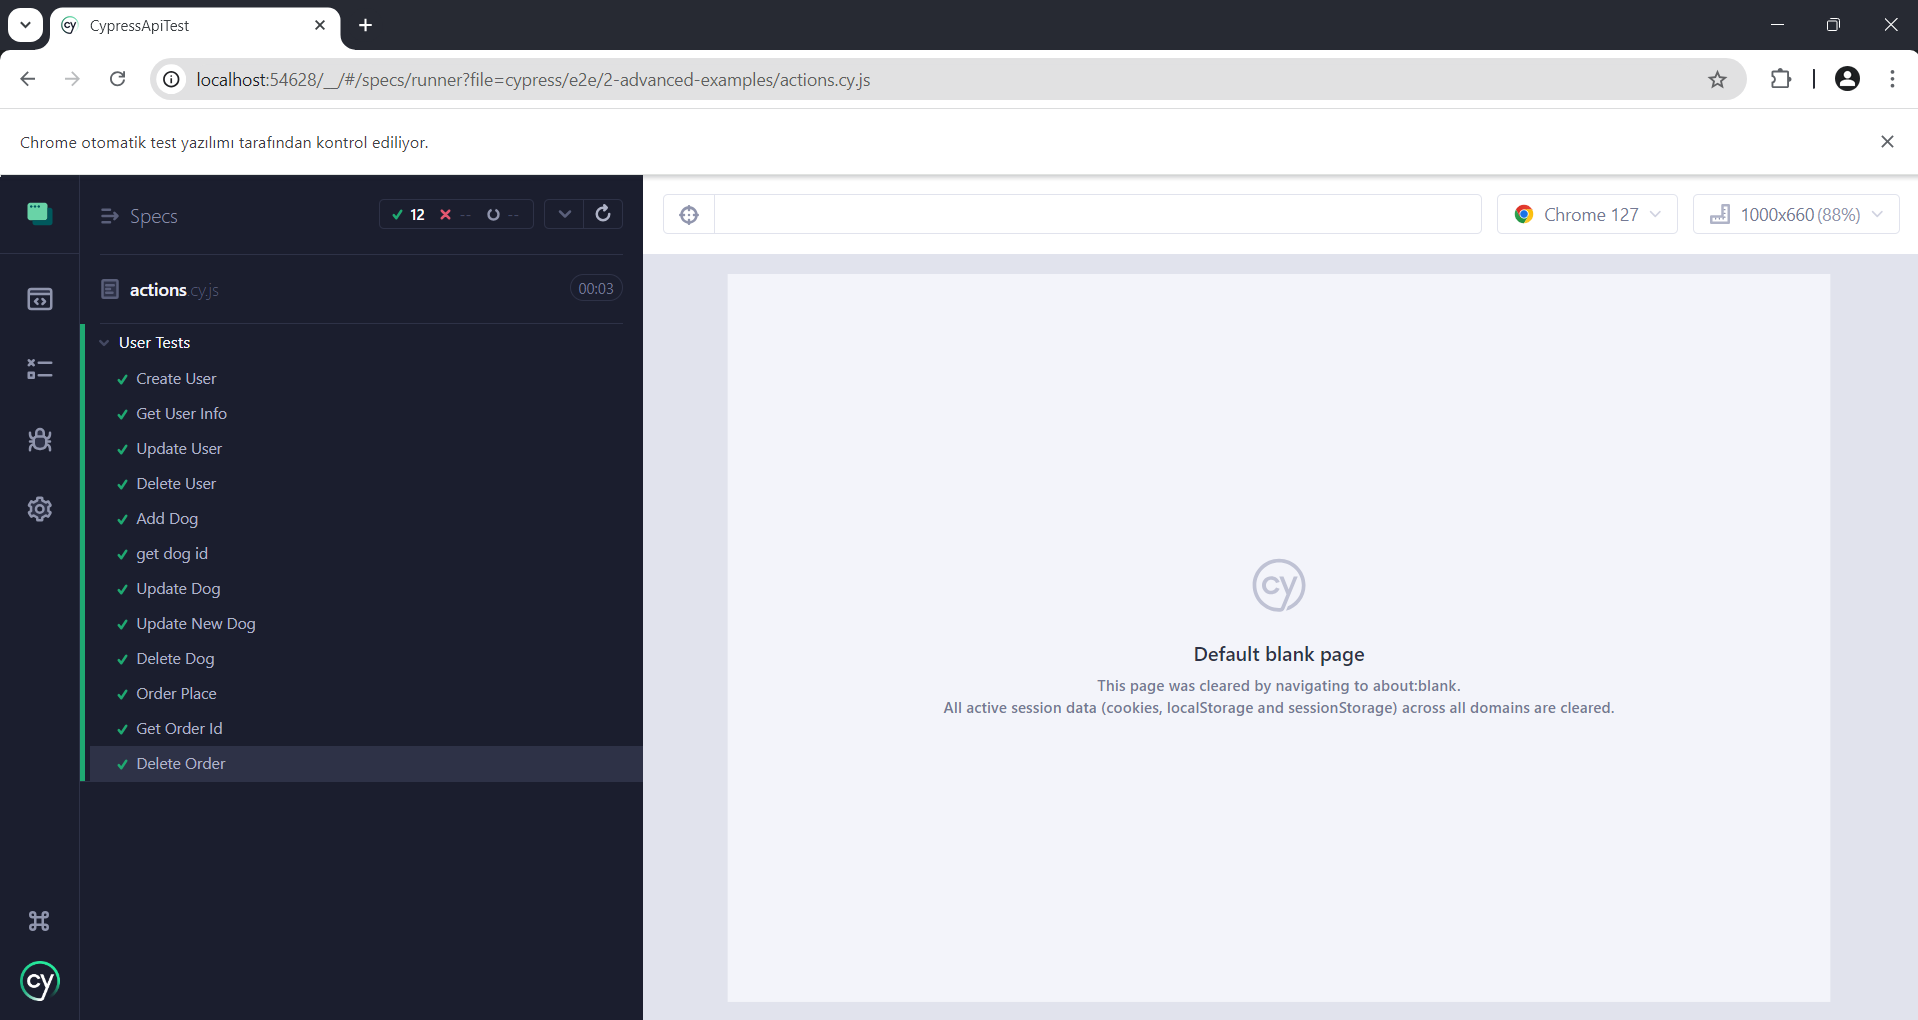 CypressApiTest
localhost:54628/__/#/specs/runner?file=cypress/e2e/2-advanced-examples/actions.cy.js
Chrome otomatik test yazılımı tarafından kontrol ediliyor.
Specs
12 -- --
Chrome 127
1000x660 (88%)
actions.cy.js
00:03
User Tests
Create User
Get User Info
Update User
Delete User
Add Dog
get dog id
Update Dog
Update New Dog
Delete Dog
Order Place
Get Order Id
Delete Order
cy
Default blank page
This page was cleared by navigating to about:blank.
All active session data (cookies, localStorage and sessionStorage) across all domains are cleared.
cy